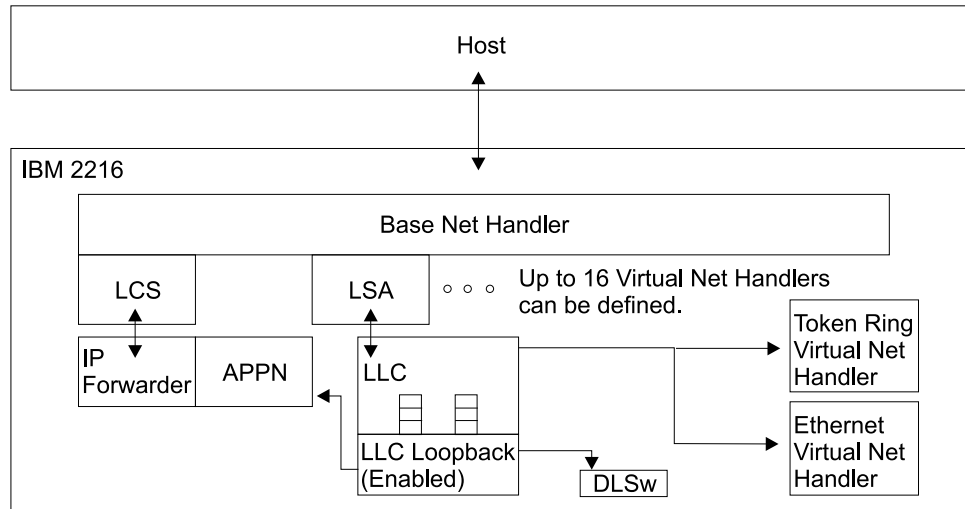 Host
IBM 2216
Base Net Handler
LCS
LSA
Up to 16 Virtual Net Handlers
can be defined.
IP
Forwarder
APPN
LLC
LLC Loopback
(Enabled)
DLSw
Token Ring
Virtual Net
Handler
Ethernet
Virtual Net
Handler